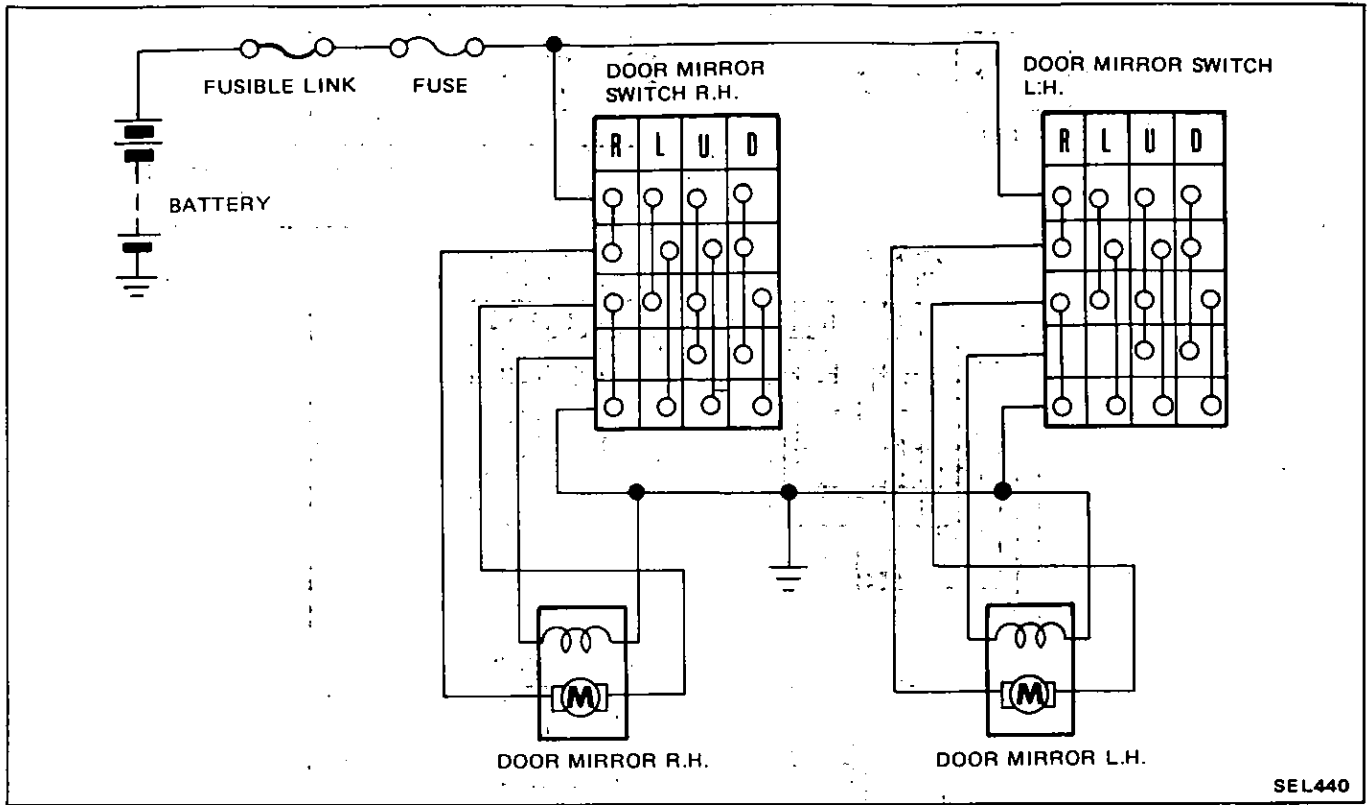 FUSIBLE LINK
FUSE
BATTERY
DOOR MIRROR
SWITCH R.H.
R L U D
DOOR MIRROR SWITCH
L.H.
R L U D
M
DOOR MIRROR R.H.
M
DOOR MIRROR L.H.
SEL440